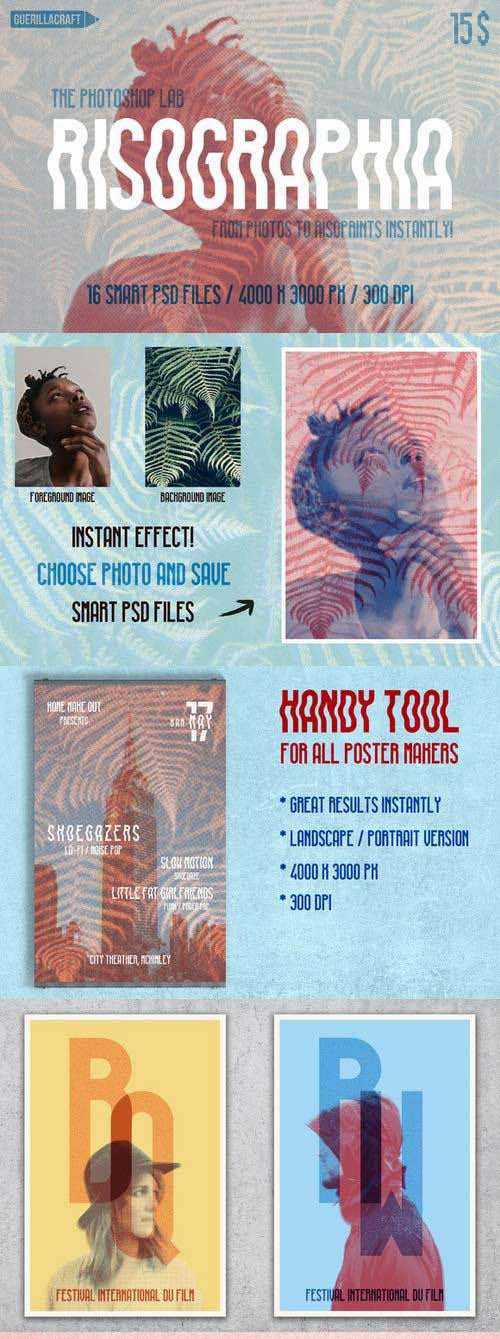 GUERILLACRAFT
15$
THE PHOTOSHOP LAB
RISOGRAPHIA
FROM PHOTOS TO RISOPRINTS INSTANTLY!
16 SMART PSD FILES / 4000 X 3000 PX / 300 DPI
FOREGROUND IMAGE
BACKGROUND IMAGE
INSTANT EFFECT!
CHOOSE PHOTO AND SAVE
SMART PSD FILES
HANDY TOOL
FOR ALL POSTER MAKERS
* GREAT RESULTS INSTANTLY
* LANDSCAPE / PORTRAIT VERSION
* 4000 X 3000 PX
* 300 DPI
HOME MAKE OUT
PRESENTS
MAY
17
SHOEGAZERS
LO-FI / NOISE POP
SLOW MOTION
SHOEGAZE
LITTLE FAT GIRLFRIENDS
CITY THEATHER, MCKINLEY
FESTIVAL INTERNATIONAL DU FILM
FESTIVAL INTERNATIONAL DU FILM